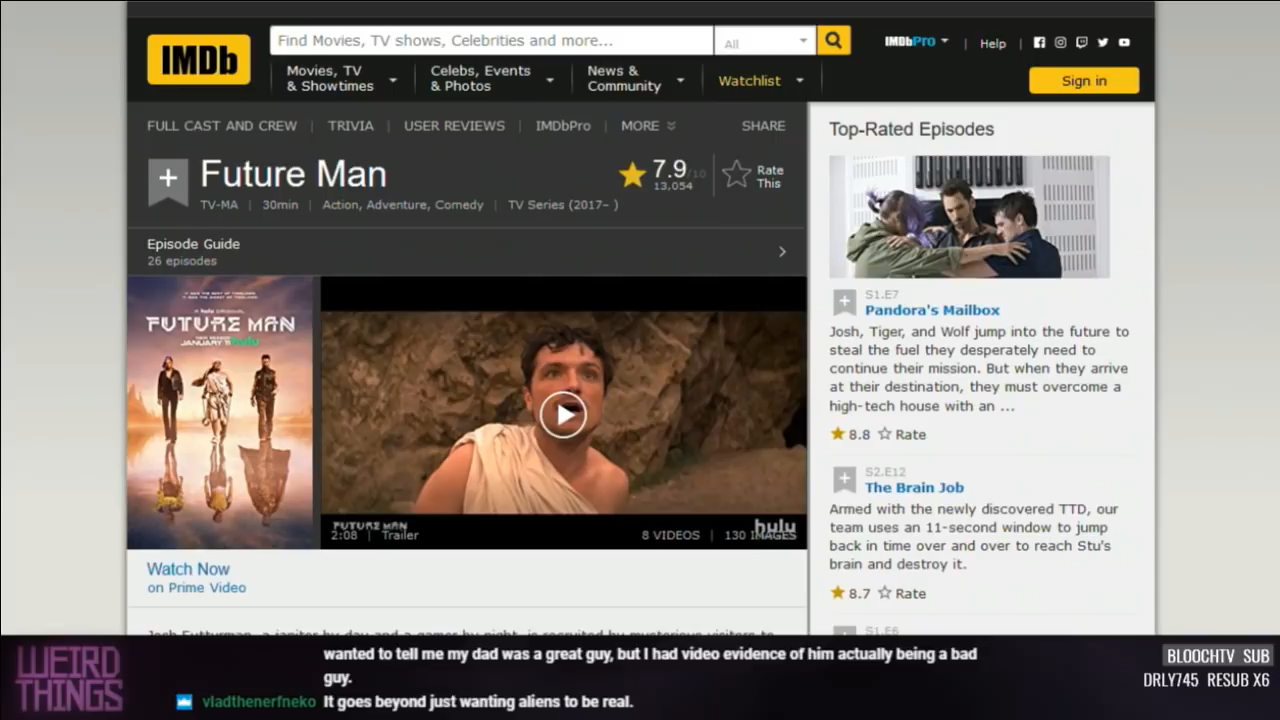 IMDb
Find Movies, TV shows, Celebrities and more...
All
IMDbPro
Help
Movies, TV & Showtimes
Celebs, Events & Photos
News & Community
Watchlist
Sign in
FULL CAST AND CREW
TRIVIA
USER REVIEWS
IMDbPro
MORE
SHARE
Future Man
7.9/10
13,054
Rate This
TV-MA | 30min | Action, Adventure, Comedy | TV Series (2017– )
Episode Guide
26 episodes
FUTURE MAN
JANUARY 11 hulu
FUTURE MAN
2:08 | Trailer
8 VIDEOS | 130 IMAGES
hulu
Watch Now
on Prime Video
Top-Rated Episodes
S1.E7
Pandora's Mailbox
Josh, Tiger, and Wolf jump into the future to
steal the fuel they desperately need to
continue their mission. But when they arrive
at their destination, they must overcome a
high-tech house with an ...
8.8 Rate
S2.E12
The Brain Job
Armed with the newly discovered TTD, our
team uses an 11-second window to jump
back in time over and over to reach Stu's
brain and destroy it.
8.7 Rate
S1.E6
WEIRD
THINGS
wanted to tell me my dad was a great guy, but I had video evidence of him actually being a bad
guy.
vladthenerfneko It goes beyond just wanting aliens to be real.
BLOOCHTV SUB
DRLY745 RESUB X6